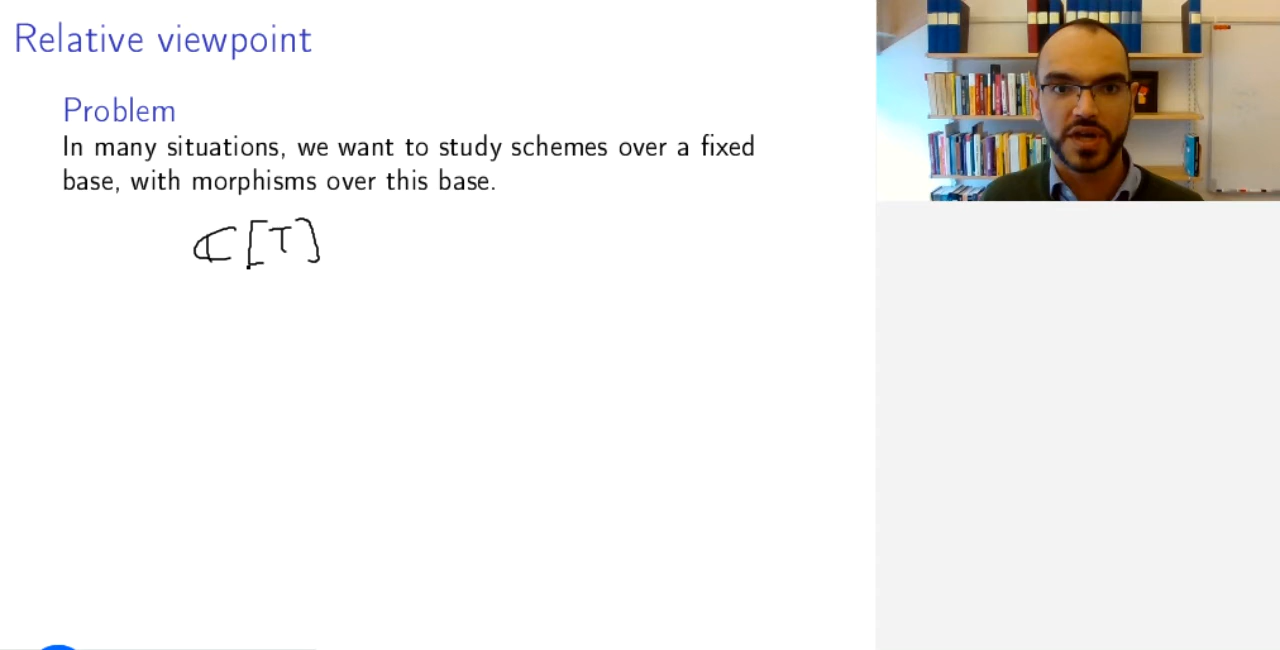 Relative viewpoint
Problem
In many situations, we want to study schemes over a fixed
base, with morphisms over this base.
ℂ[T]